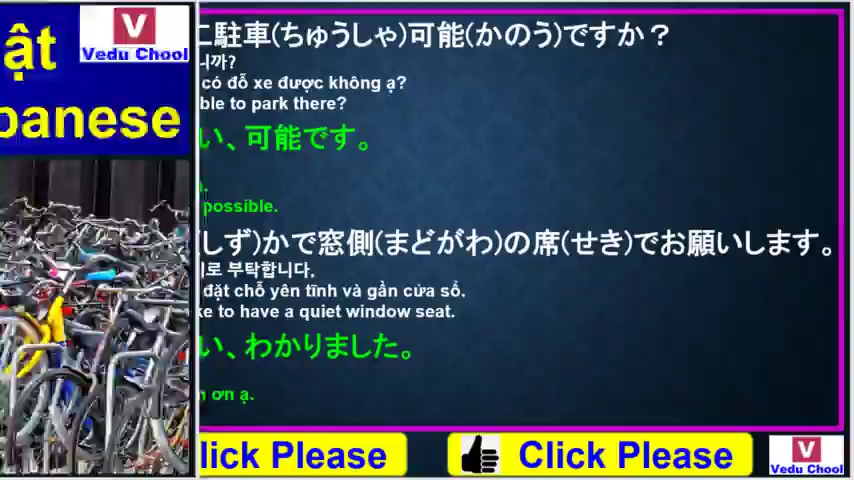 V
Vedu Chool
ật
panese
駐車(ちゅうしゃ)可能(かのう)ですか？
니까?
có đỗ xe được không ạ?
ble to park there?
い、可能です。
possible.
(しず)かで窓側(まどがわ)の席(せき)でお願いします。
로 부탁합니다.
đặt chỗ yên tĩnh và gần cửa sổ.
ke to have a quiet window seat.
い、わかりました。
ơn ạ.
lick Please
Click Please
V
Vedu Chool